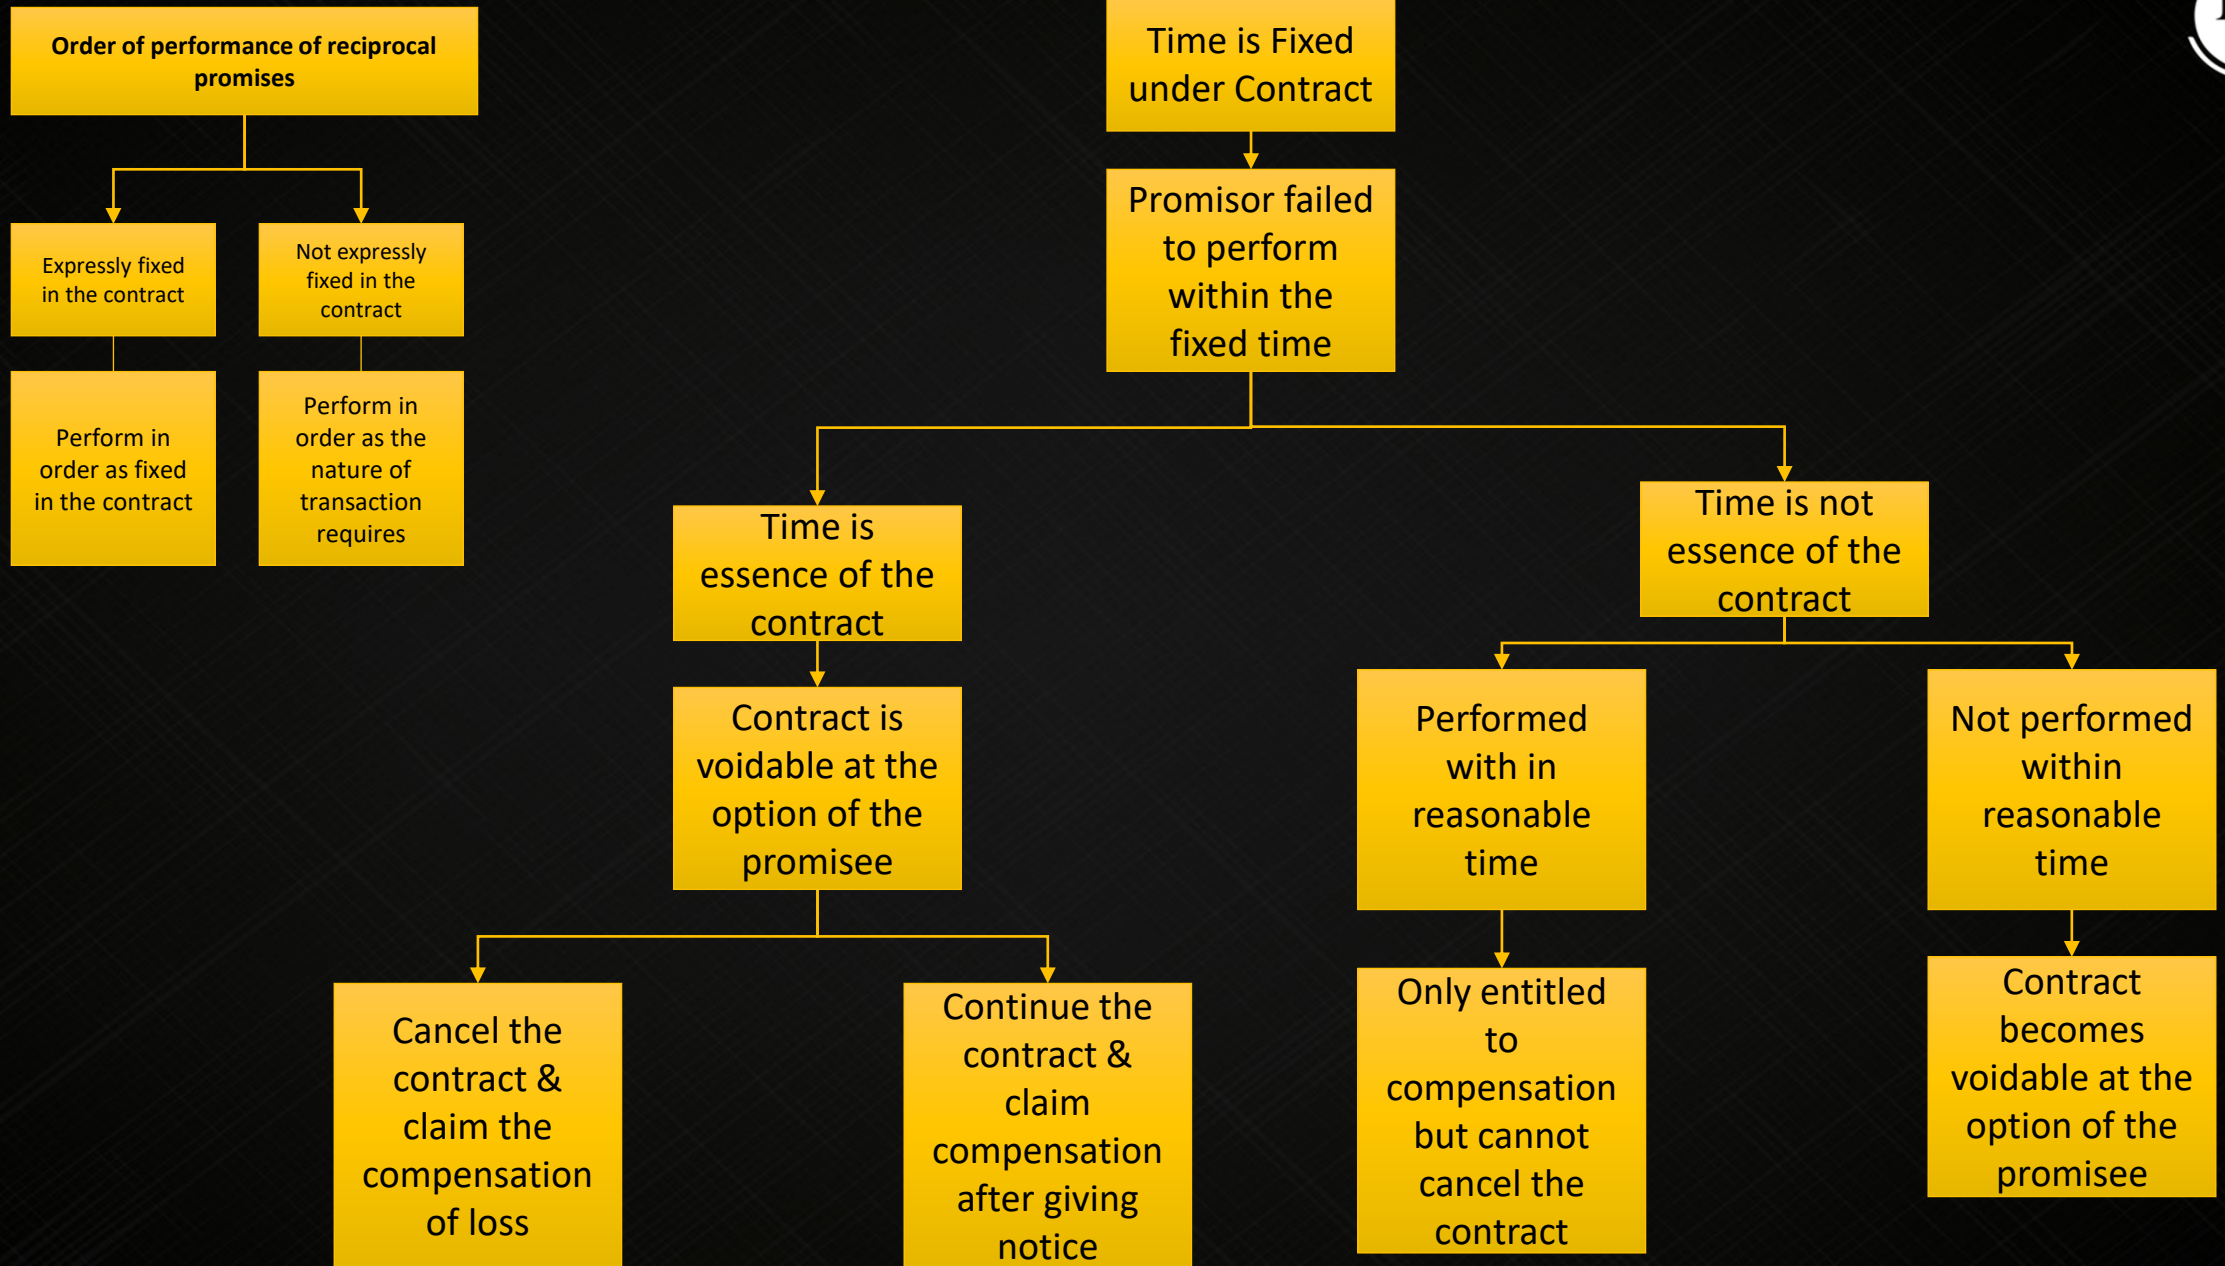 Order of performance of reciprocal
promises
Expressly fixed
in the contract
Not expressly
fixed in the
contract
Perform in
order as fixed
in the contract
Perform in
order as the
nature of
transaction
requires
Time is Fixed
under Contract
Promisor failed
to perform
within the
fixed time
Time is
essence of the
contract
Time is not
essence of the
contract
Contract is
voidable at the
option of the
promisee
Performed
with in
reasonable
time
Not performed
within
reasonable
time
Cancel the
contract &
claim the
compensation
of loss
Continue the
contract &
claim
compensation
after giving
notice
Only entitled
to
compensation
but cannot
cancel the
contract
Contract
becomes
voidable at the
option of the
promisee